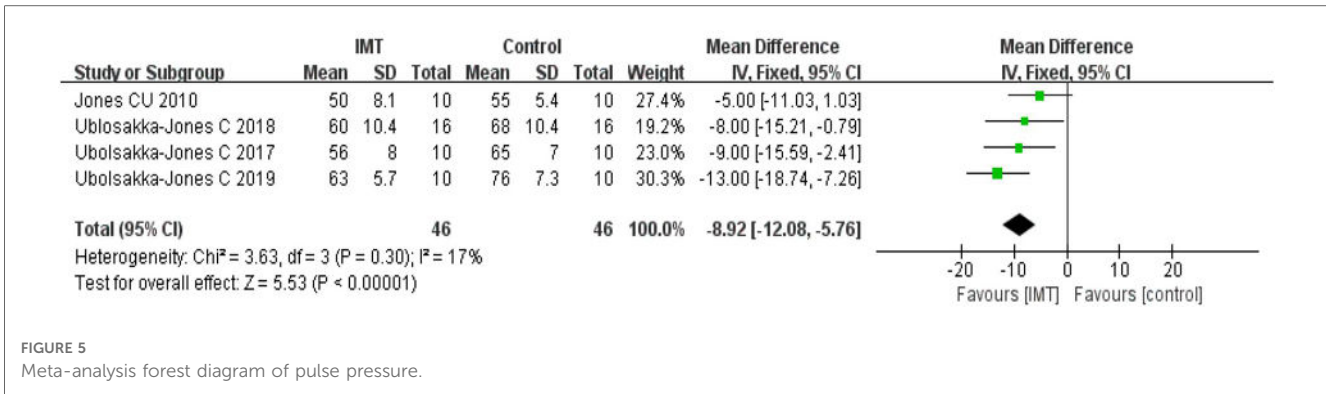 IMT Control Mean Difference Mean Difference
Study or Subgroup Mean SD Total Mean SD Total Weight IV, Fixed, 95% CI IV, Fixed, 95% CI
Jones CU 2010 50 8.1 10 55 5.4 10 27.4% -5.00 [-11.03, 1.03]
Ublosakka-Jones C 2018 60 10.4 16 68 10.4 16 19.2% -8.00 [-15.21, -0.79]
Ubolsakka-Jones C 2017 56 8 10 65 7 10 23.0% -9.00 [-15.59, -2.41]
Ubolsakka-Jones C 2019 63 5.7 10 76 7.3 10 30.3% -13.00 [-18.74, -7.26]
Total (95% CI) 46 46 100.0% -8.92 [-12.08, -5.76]
Heterogeneity: Chi² = 3.63, df = 3 (P = 0.30); I² = 17%
Test for overall effect: Z = 5.53 (P < 0.00001)
-20 -10 0 10 20
Favours [IMT] Favours [control]
FIGURE 5
Meta-analysis forest diagram of pulse pressure.